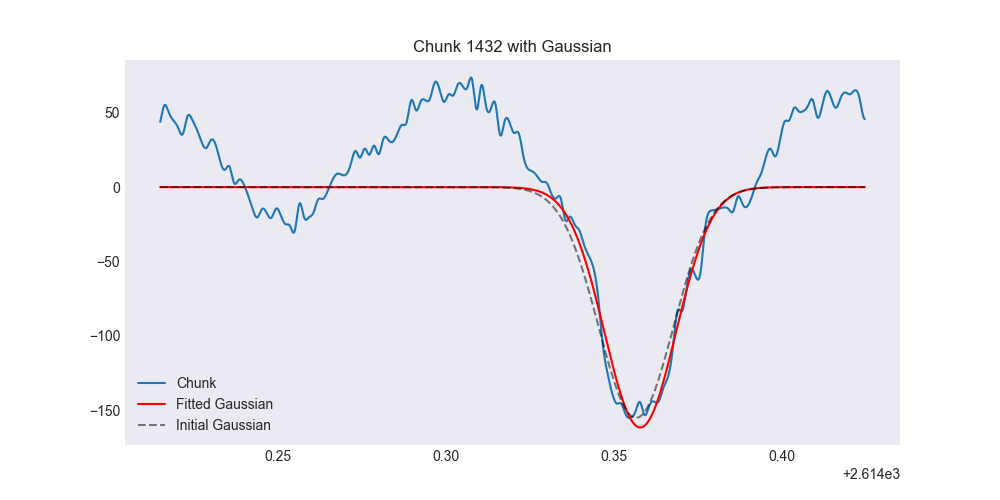 Chunk 1432 with Gaussian
50
0
−50
−100
−150
Chunk
Fitted Gaussian
Initial Gaussian
0.25 0.30 0.35 0.40
+2.614e3